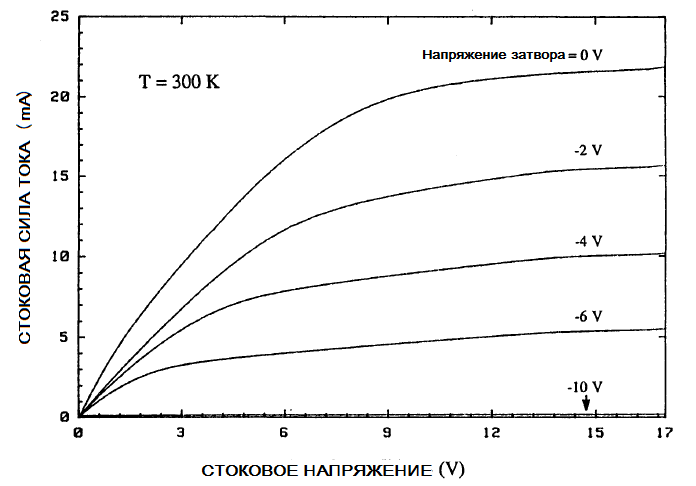 25
20
15
10
5
0
Напряжение затвора = 0 V
T = 300 K
-2 V
-4 V
-6 V
-10 V
0
3
6
9
12
15
17
СТОКОВАЯ СИЛА ТОКА (mA)
СТОКОВОЕ НАПРЯЖЕНИЕ (V)